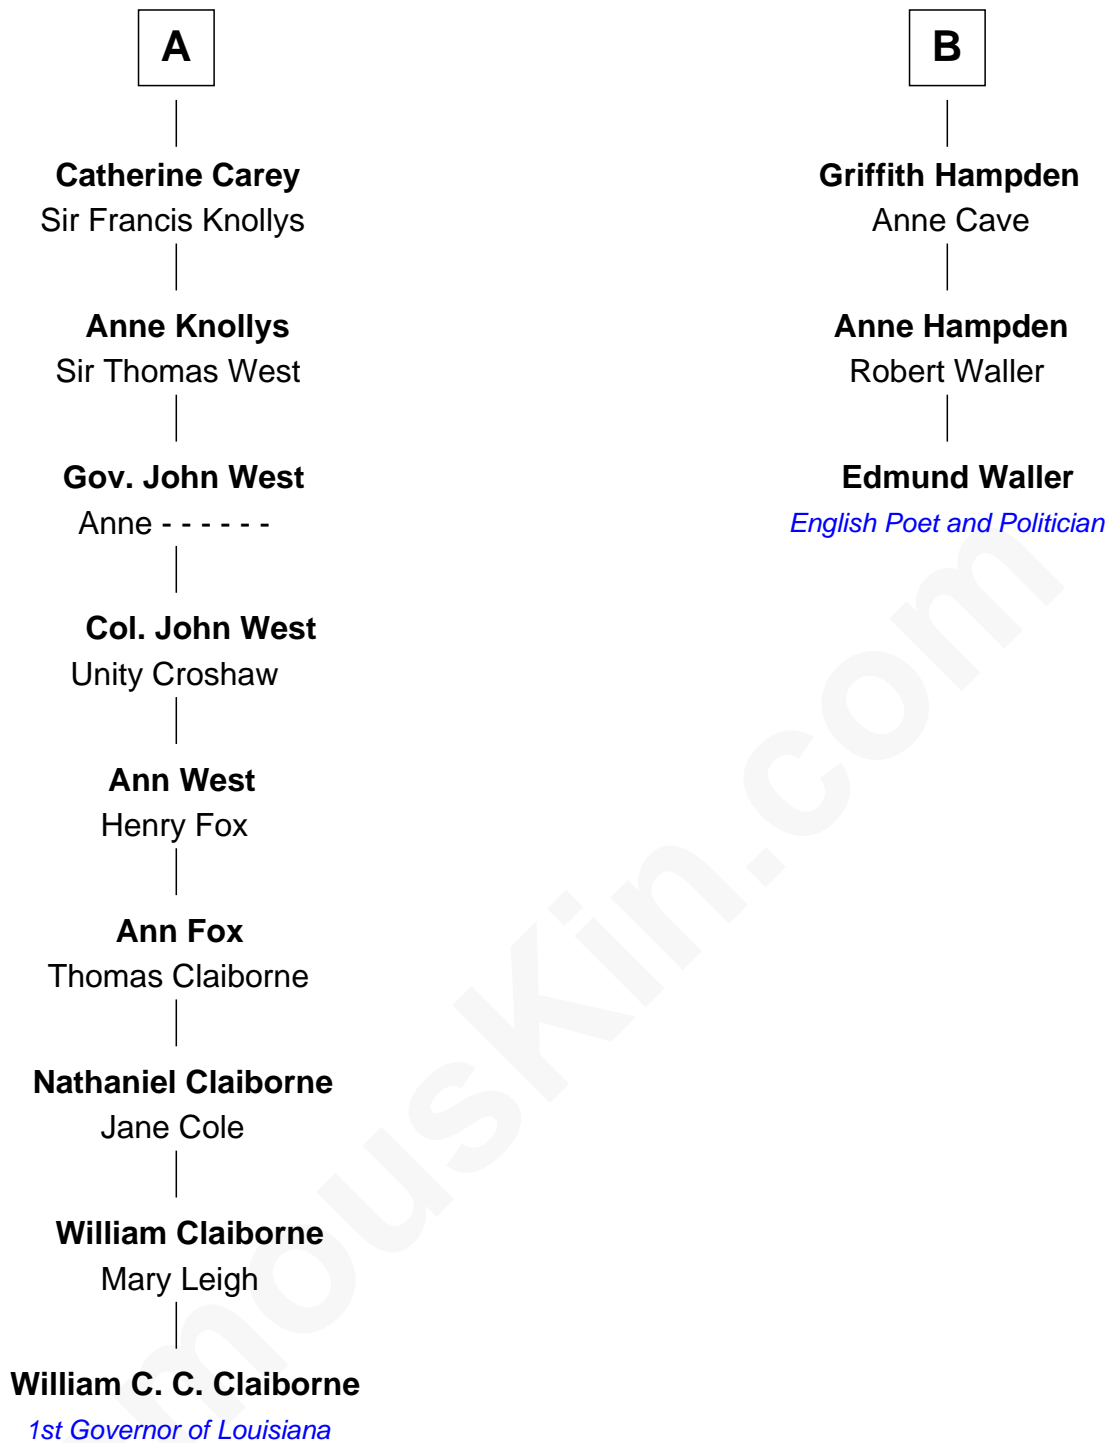 A
Catherine Carey
Sir Francis Knollys
Anne Knollys
Sir Thomas West
Gov. John West
Anne - - - - - -
Col. John West
Unity Croshaw
Ann West
Henry Fox
Ann Fox
Thomas Claiborne
Nathaniel Claiborne
Jane Cole
William Claiborne
Mary Leigh
William C. C. Claiborne
1st Governor of Louisiana
B
Griffith Hampden
Anne Cave
Anne Hampden
Robert Waller
Edmund Waller
English Poet and Politician
mousKin.com